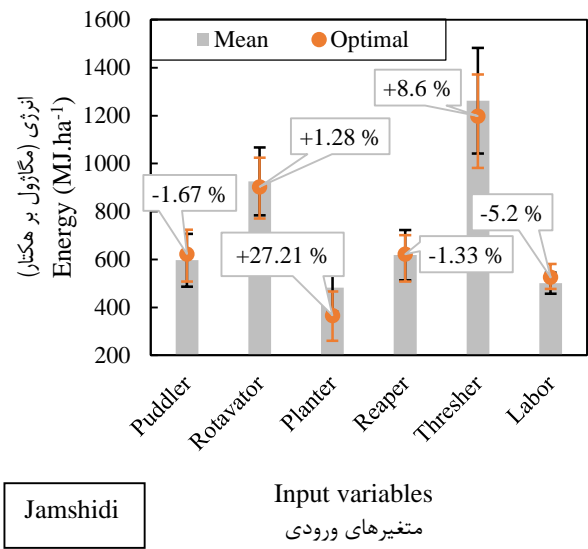 1600
1400
1200
1000
800
600
400
200
انرژی (مگاژول بر هکتار)
Energy (MJ.ha-1)
Mean
Optimal
-1.67 %
+1.28 %
+27.21 %
-1.33 %
+8.6 %
-5.2 %
Puddler
Rotavator
Planter
Reaper
Thresher
Labor
Jamshidi
Input variables
متغیرهای ورودی